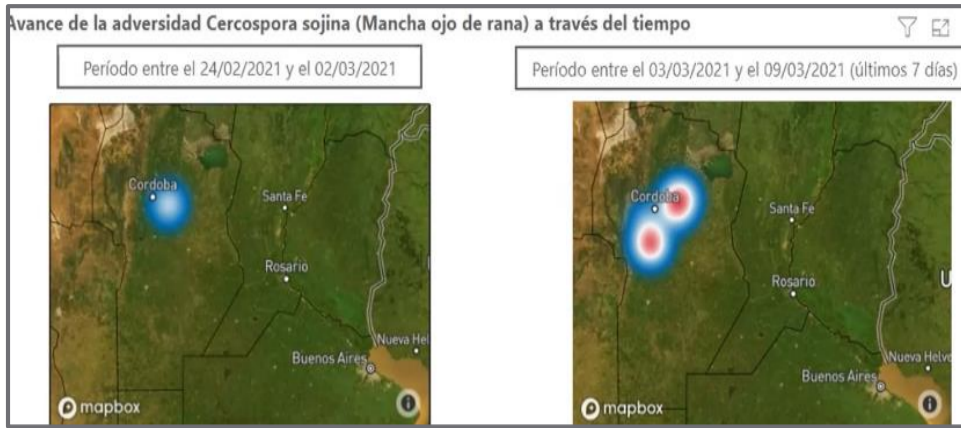 Avance de la adversidad Cercospora sojina (Mancha ojo de rana) a través del tiempo
Período entre el 24/02/2021 y el 02/03/2021
Período entre el 03/03/2021 y el 09/03/2021 (últimos 7 días)
Cordoba
Santa Fe
Rosario
Nueva Hel
Buenos Aires
mapbox
Cordoba
Santa Fe
Rosario
U
Nueva Helve
Buenos Aires
mapbox